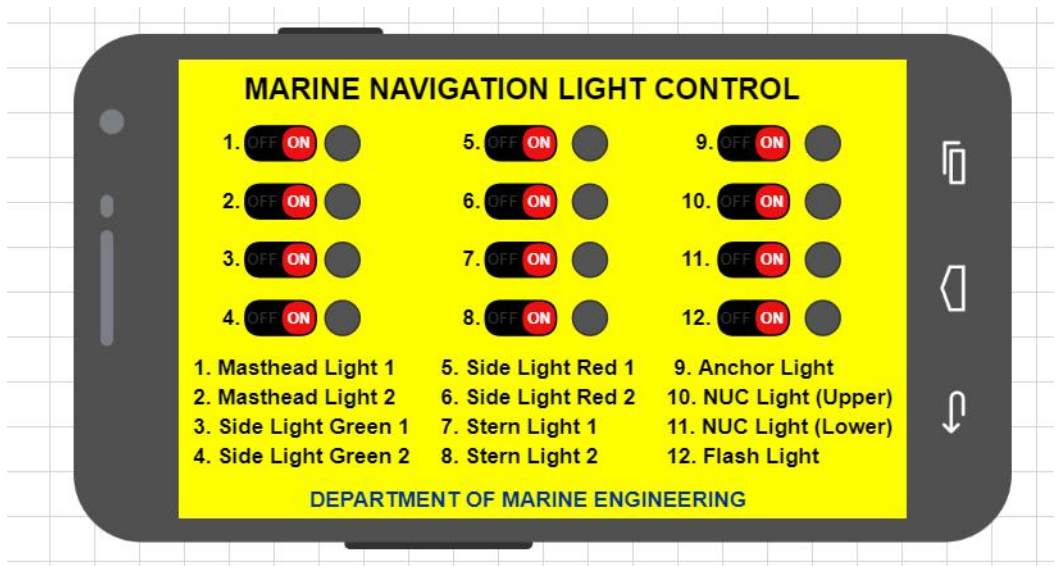 MARINE NAVIGATION LIGHT CONTROL
1. OFF ON 5. OFF ON 9. OFF ON
2. OFF ON 6. OFF ON 10. OFF ON
3. OFF ON 7. OFF ON 11. OFF ON
4. OFF ON 8. OFF ON 12. OFF ON
1. Masthead Light 1 5. Side Light Red 1 9. Anchor Light
2. Masthead Light 2 6. Side Light Red 2 10. NUC Light (Upper)
3. Side Light Green 1 7. Stern Light 1 11. NUC Light (Lower)
4. Side Light Green 2 8. Stern Light 2 12. Flash Light
DEPARTMENT OF MARINE ENGINEERING